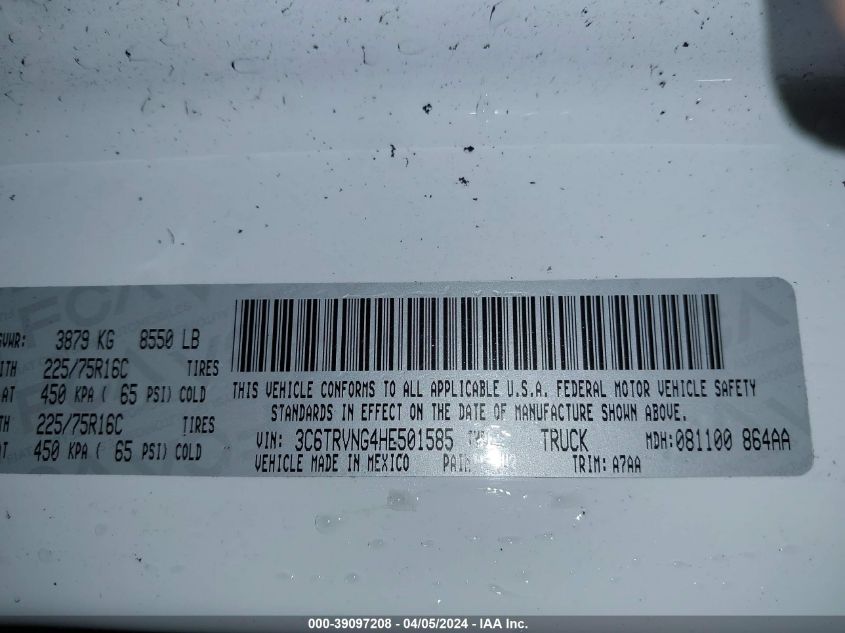 GVWR: 3879 KG 8550 LB
WITH 225/75R16C TIRES
AT 450 KPA ( 65 PSI) COLD
225/75R16C TIRES
450 KPA ( 65 PSI) COLD
THIS VEHICLE CONFORMS TO ALL APPLICABLE U.S.A. FEDERAL MOTOR VEHICLE SAFETY
STANDARDS IN EFFECT ON THE DATE OF MANUFACTURE SHOWN ABOVE.
VIN: 3C6TRVNG4HE501585 TRUCK MDH:081100 864AA
VEHICLE MADE IN MEXICO TRIM: A7AA
000-39097208 - 04/05/2024 - IAA Inc.